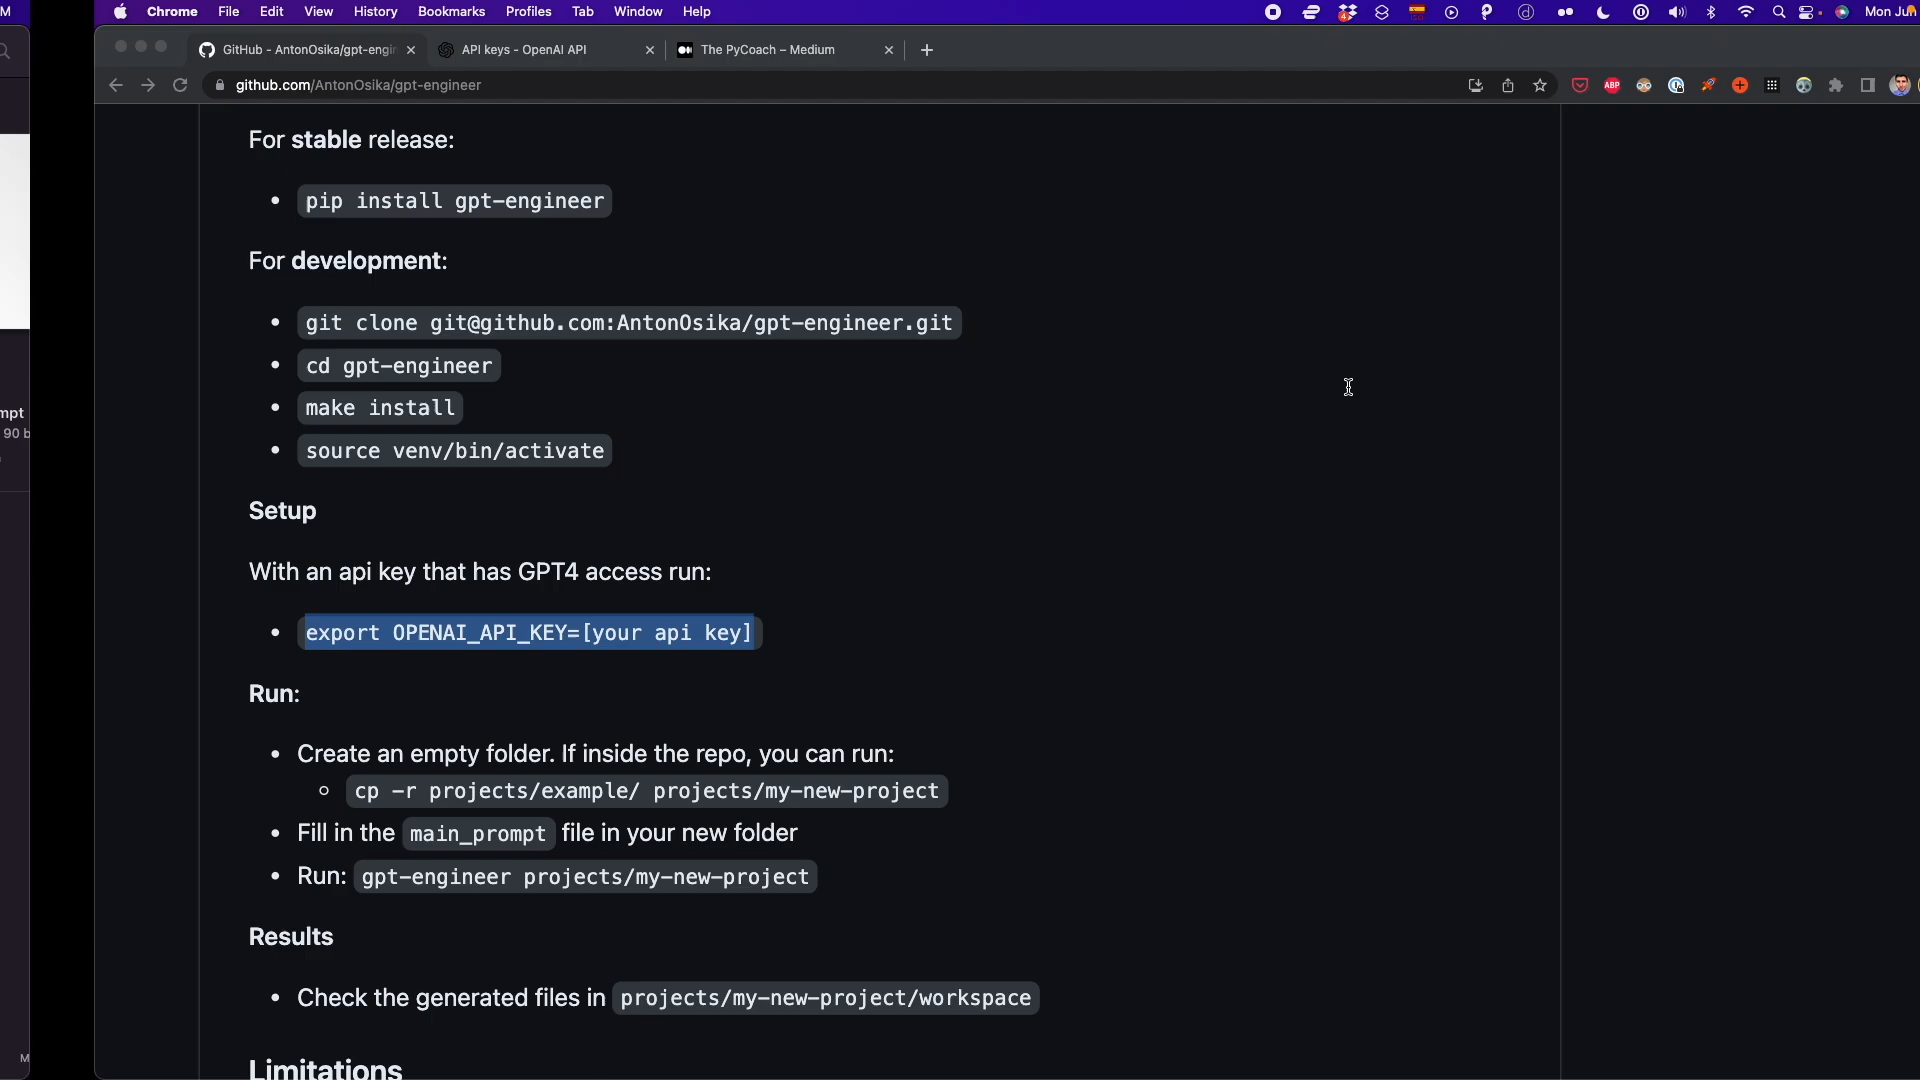 M
Chrome File Edit View History Bookmarks Profiles Tab Window Help
Mon Jun
GitHub - AntonOsika/gpt-engin
API keys - OpenAI API
The PyCoach – Medium
github.com/AntonOsika/gpt-engineer
ABP
For stable release:
pip install gpt-engineer
For development:
git clone git@github.com:AntonOsika/gpt-engineer.git
cd gpt-engineer
make install
mpt
90 b
source venv/bin/activate
Setup
With an api key that has GPT4 access run:
export OPENAI_API_KEY=[your api key]
Run:
Create an empty folder. If inside the repo, you can run:
cp -r projects/example/ projects/my-new-project
Fill in the main_prompt file in your new folder
Run: gpt-engineer projects/my-new-project
Results
Check the generated files in projects/my-new-project/workspace
M
Limitations